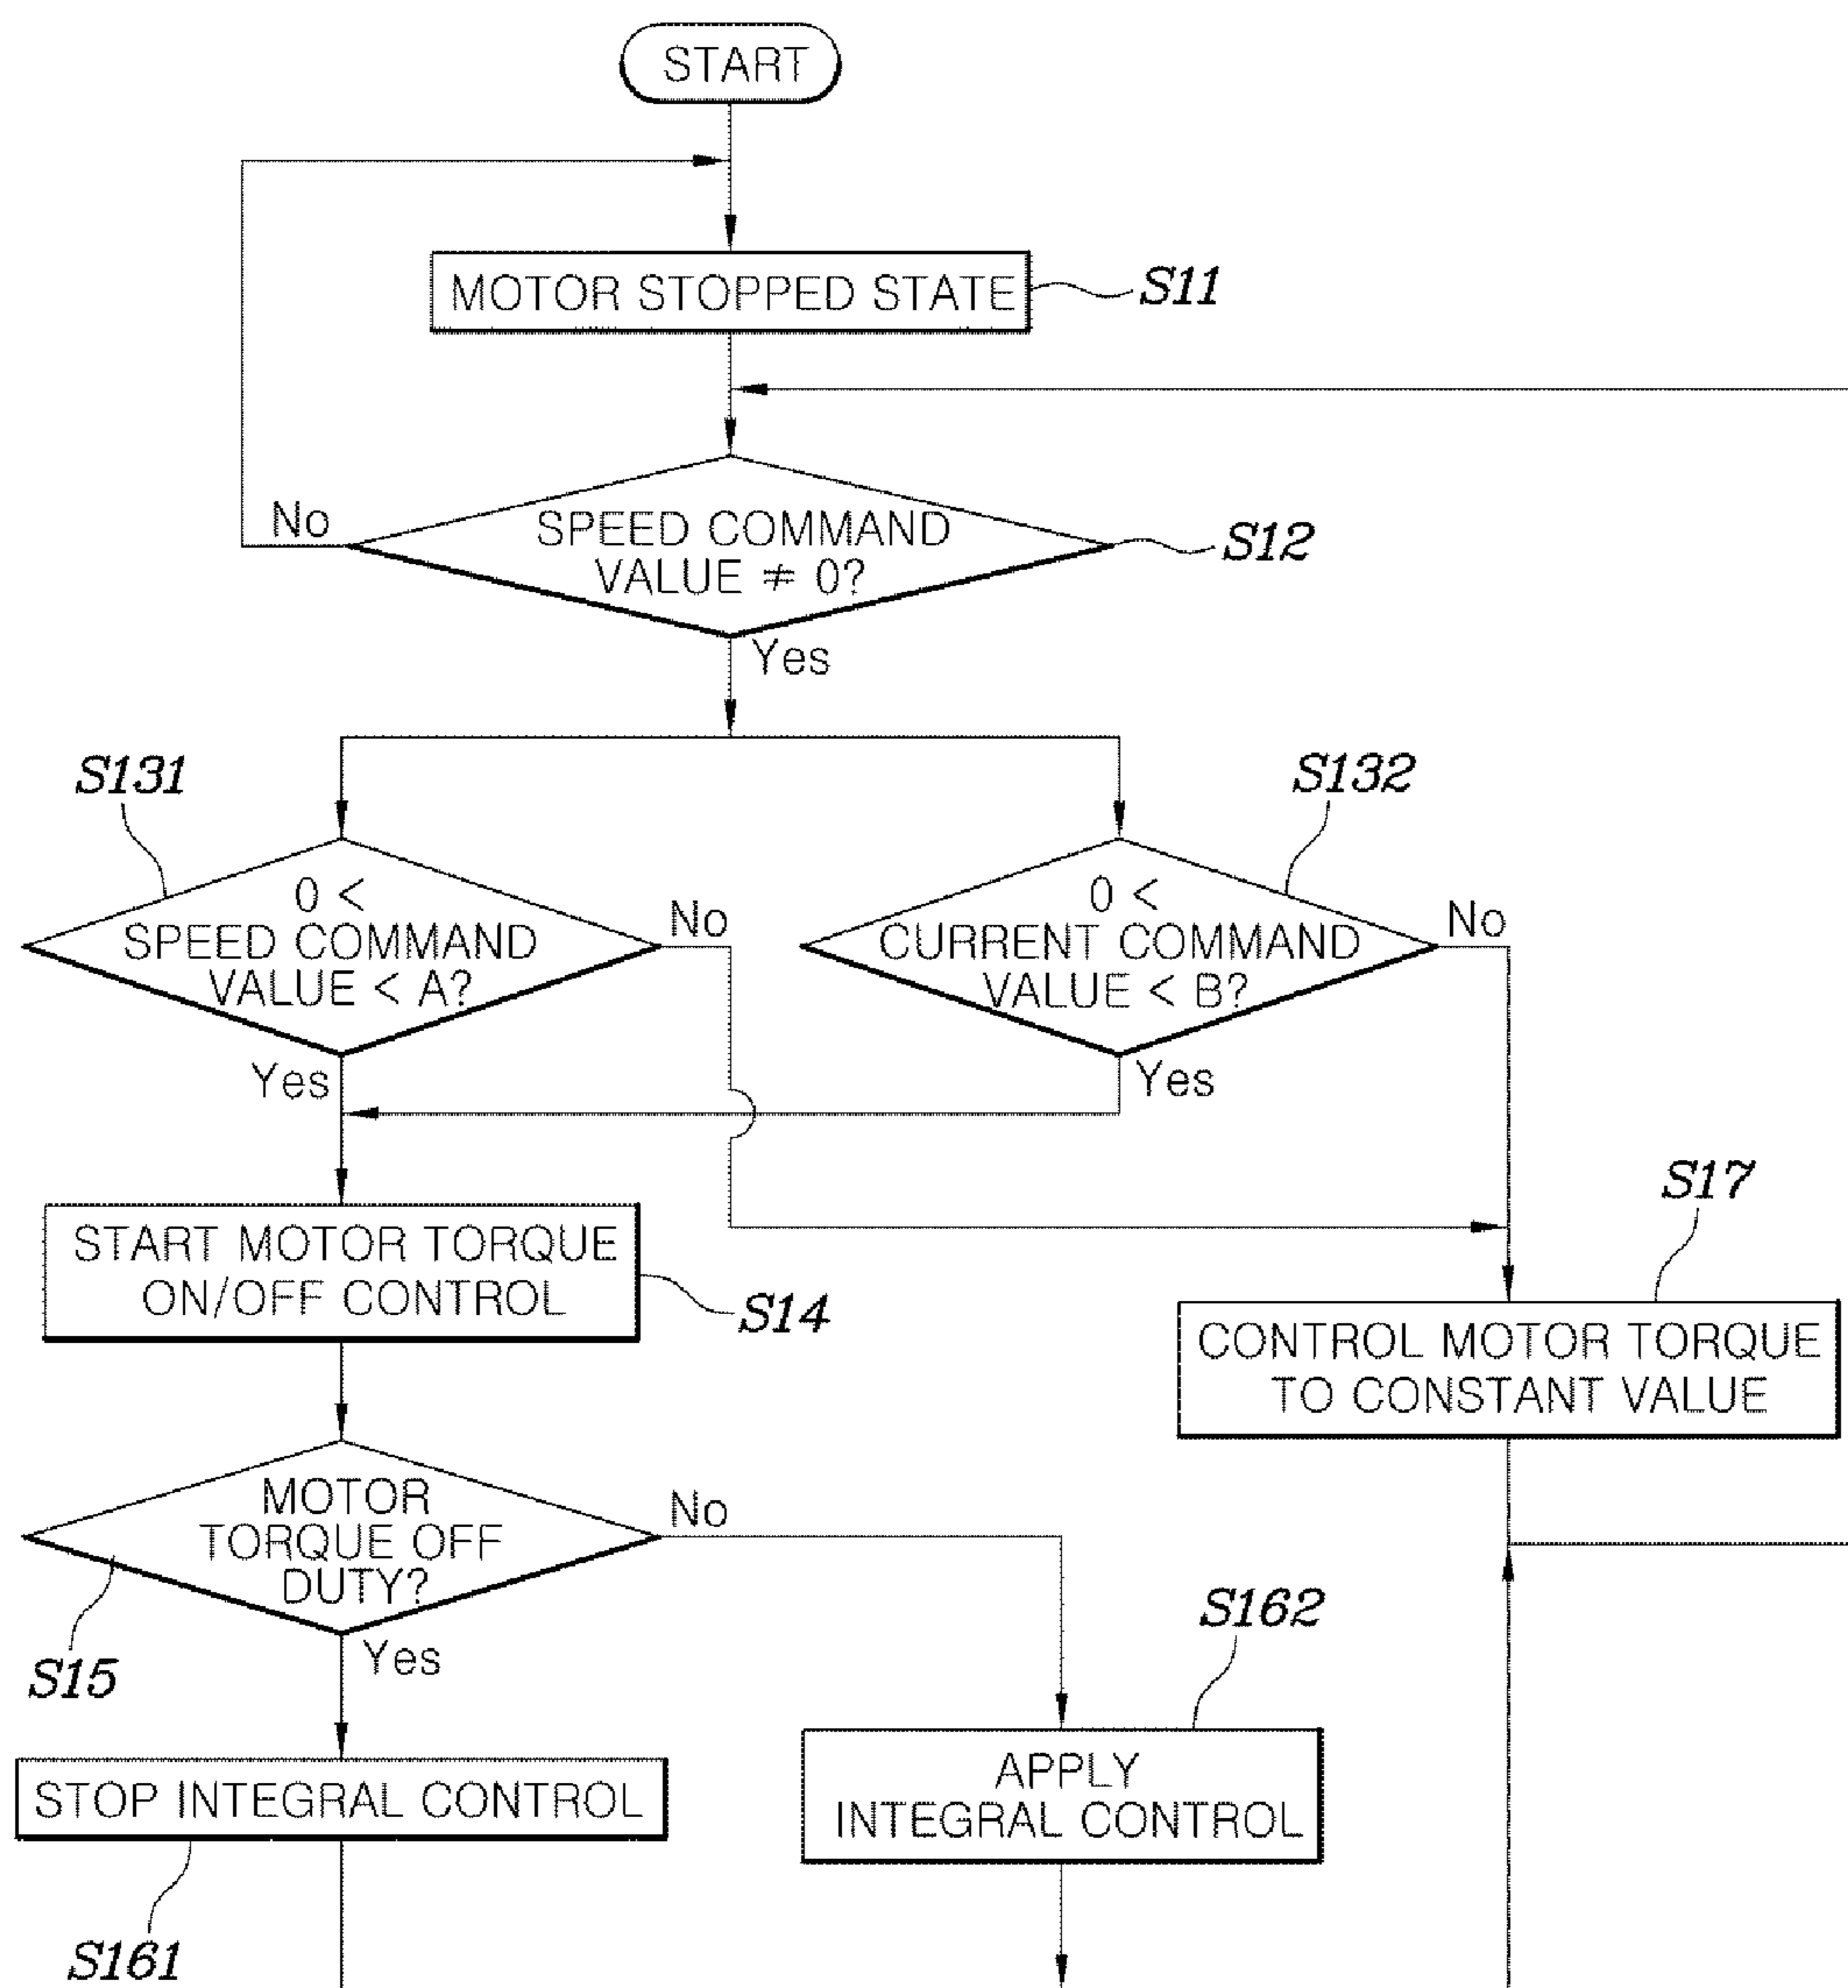 START
MOTOR STOPPED STATE
S11
No
SPEED COMMAND
VALUE ≠ 0?
S12
Yes
S131
S132
0 <
SPEED COMMAND
VALUE < A?
No
0 <
CURRENT COMMAND
VALUE < B?
No
Yes
Yes
S17
START MOTOR TORQUE
ON/OFF CONTROL
S14
CONTROL MOTOR TORQUE
TO CONSTANT VALUE
MOTOR
TORQUE OFF
DUTY?
No
S15
Yes
S162
STOP INTEGRAL CONTROL
APPLY
INTEGRAL CONTROL
S161